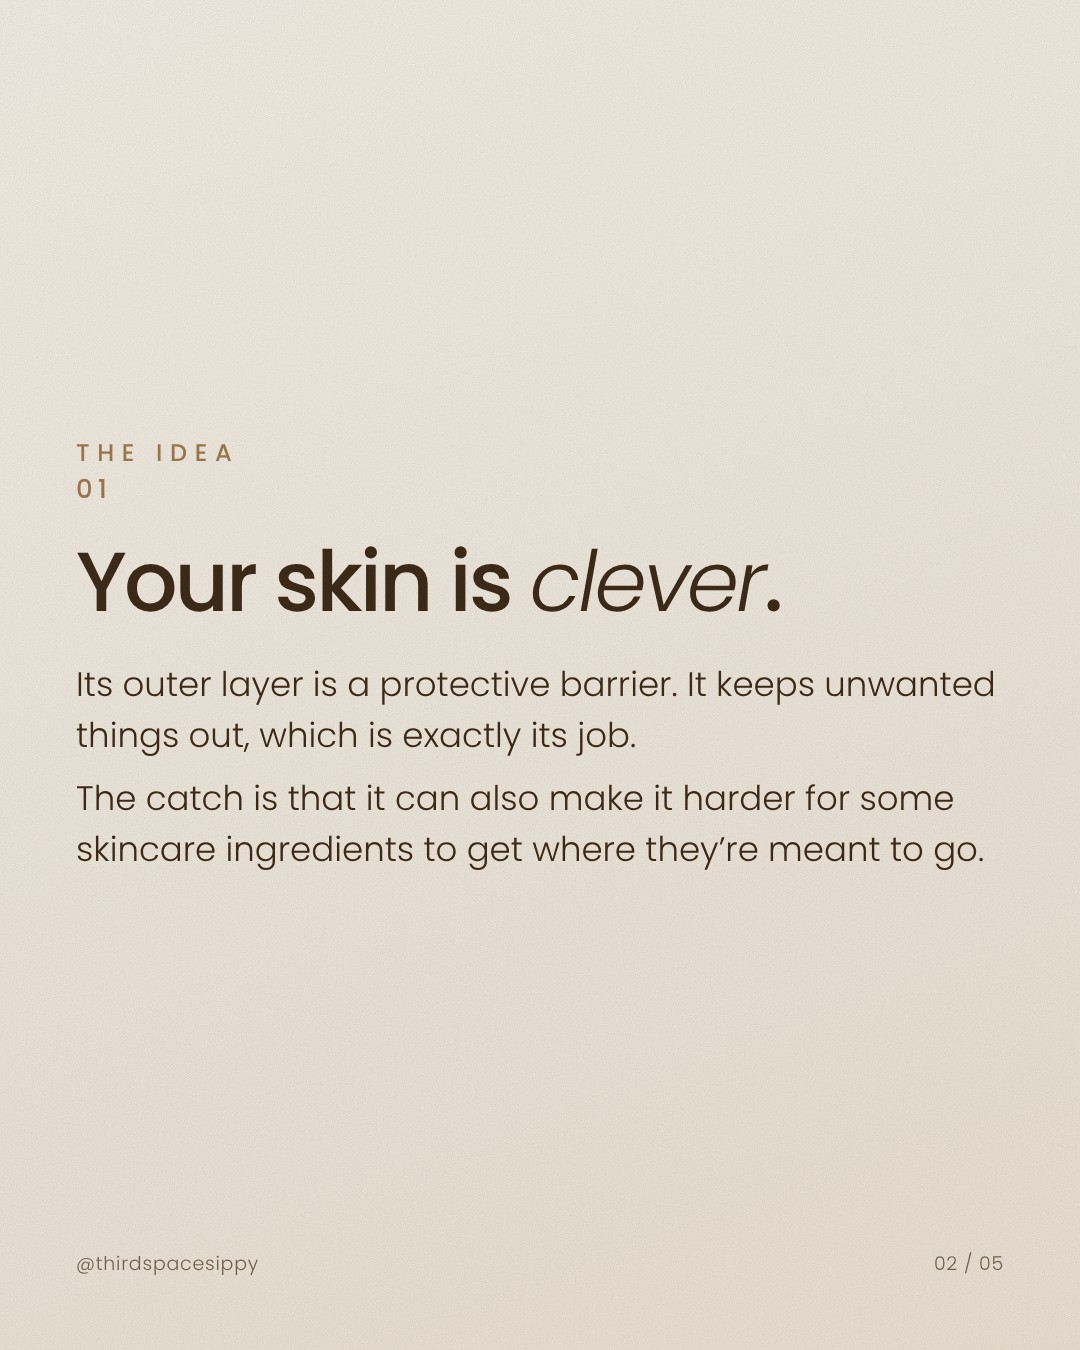 THE IDEA
01
Your skin is clever.
Its outer layer is a protective barrier. It keeps unwanted
things out, which is exactly its job.
The catch is that it can also make it harder for some
skincare ingredients to get where they’re meant to go.
@thirdspacesippy
02 / 05